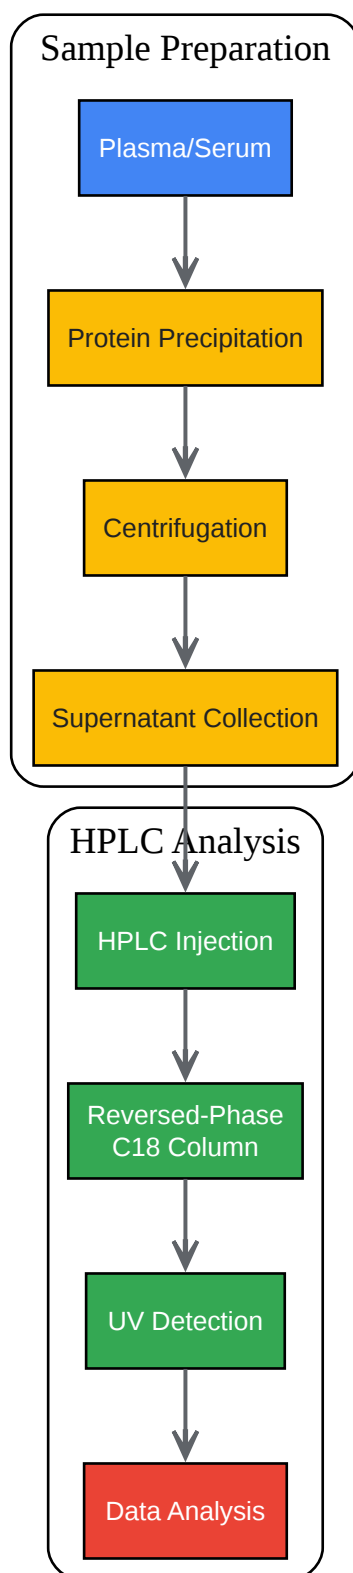 Sample Preparation
Plasma/Serum
Protein Precipitation
Centrifugation
Supernatant Collection
HPLC Analysis
HPLC Injection
Reversed-Phase
C18 Column
UV Detection
Data Analysis